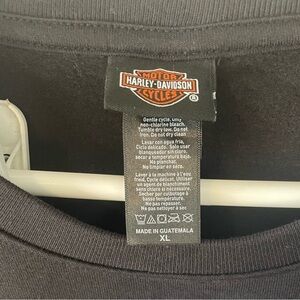 MOTOR
HARLEY-DAVIDSON
CYCLES
®
Gentle cycle, only
non-chlorine bleach.
Tumble dry low. Do not
iron. Do not dry clean
Lavar con agua fría.
Ciclo delicado. Solo usar
blanqueador sin cloro.
secar a temperatura baja.
No planchar.
No limpiar en seco.
Laver à la machine à l'eau
froide. Cycle délicat. Utiliser
un agent de blanchiment
sans chlore si nécessaire.
Sécher par culbutage à
basse temperature.
Ne pas repasser.
Ne pas nettoyer à sec
MADE IN GUATEMALA
XL